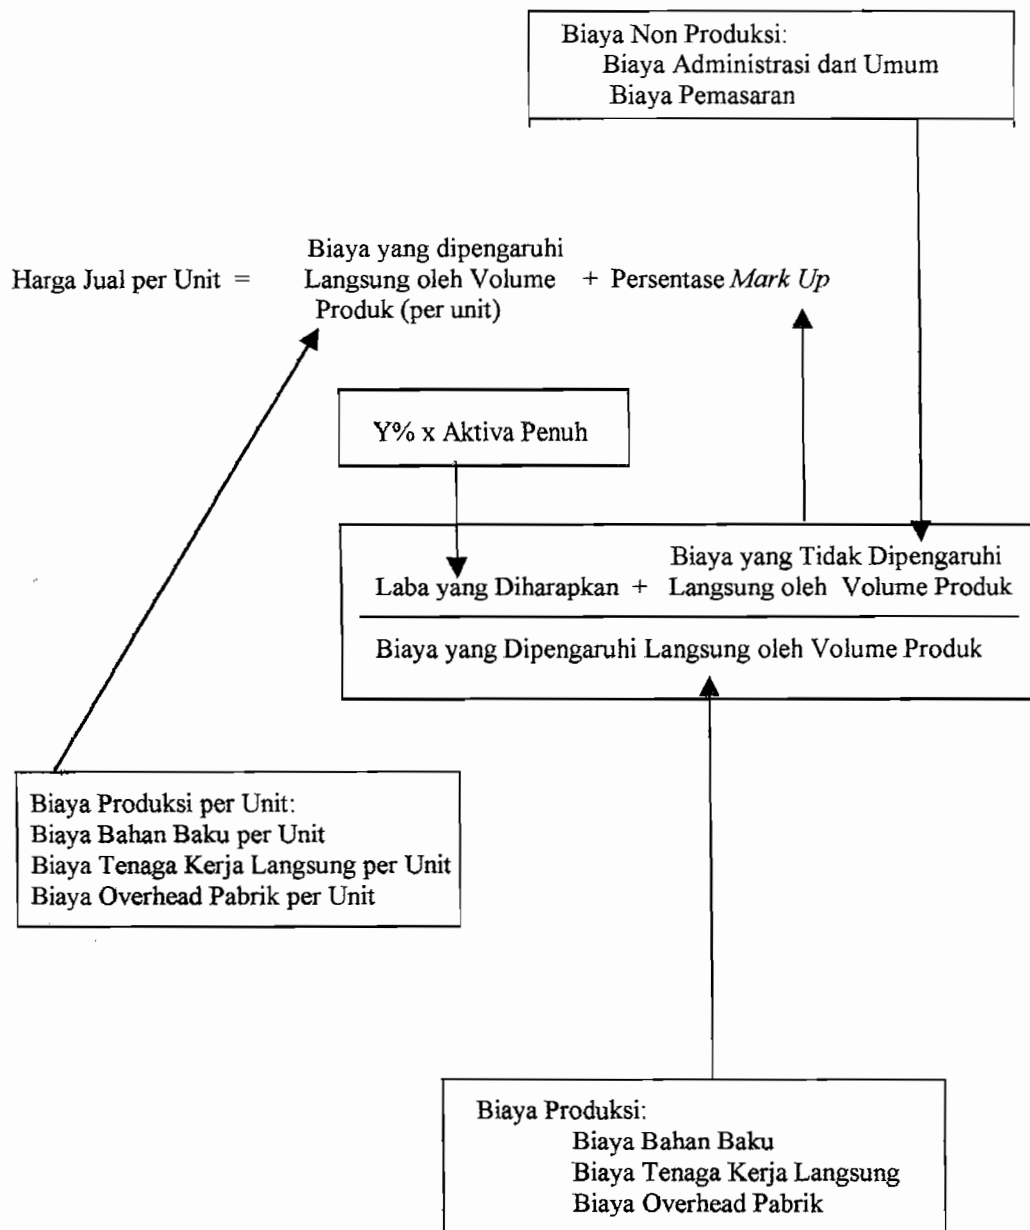 Biaya Non Produksi:
Biaya Administrasi dan Umum
Biaya Pemasaran
Biaya yang dipengaruhi
Harga Jual per Unit = Langsung oleh Volume + Persentase Mark Up
Produk (per unit)
Y% x Aktiva Penuh
Biaya yang Tidak Dipengaruhi
Laba yang Diharapkan + Langsung oleh Volume Produk
Biaya yang Dipengaruhi Langsung oleh Volume Produk
Biaya Produksi per Unit:
Biaya Bahan Baku per Unit
Biaya Tenaga Kerja Langsung per Unit
Biaya Overhead Pabrik per Unit
Biaya Produksi:
Biaya Bahan Baku
Biaya Tenaga Kerja Langsung
Biaya Overhead Pabrik